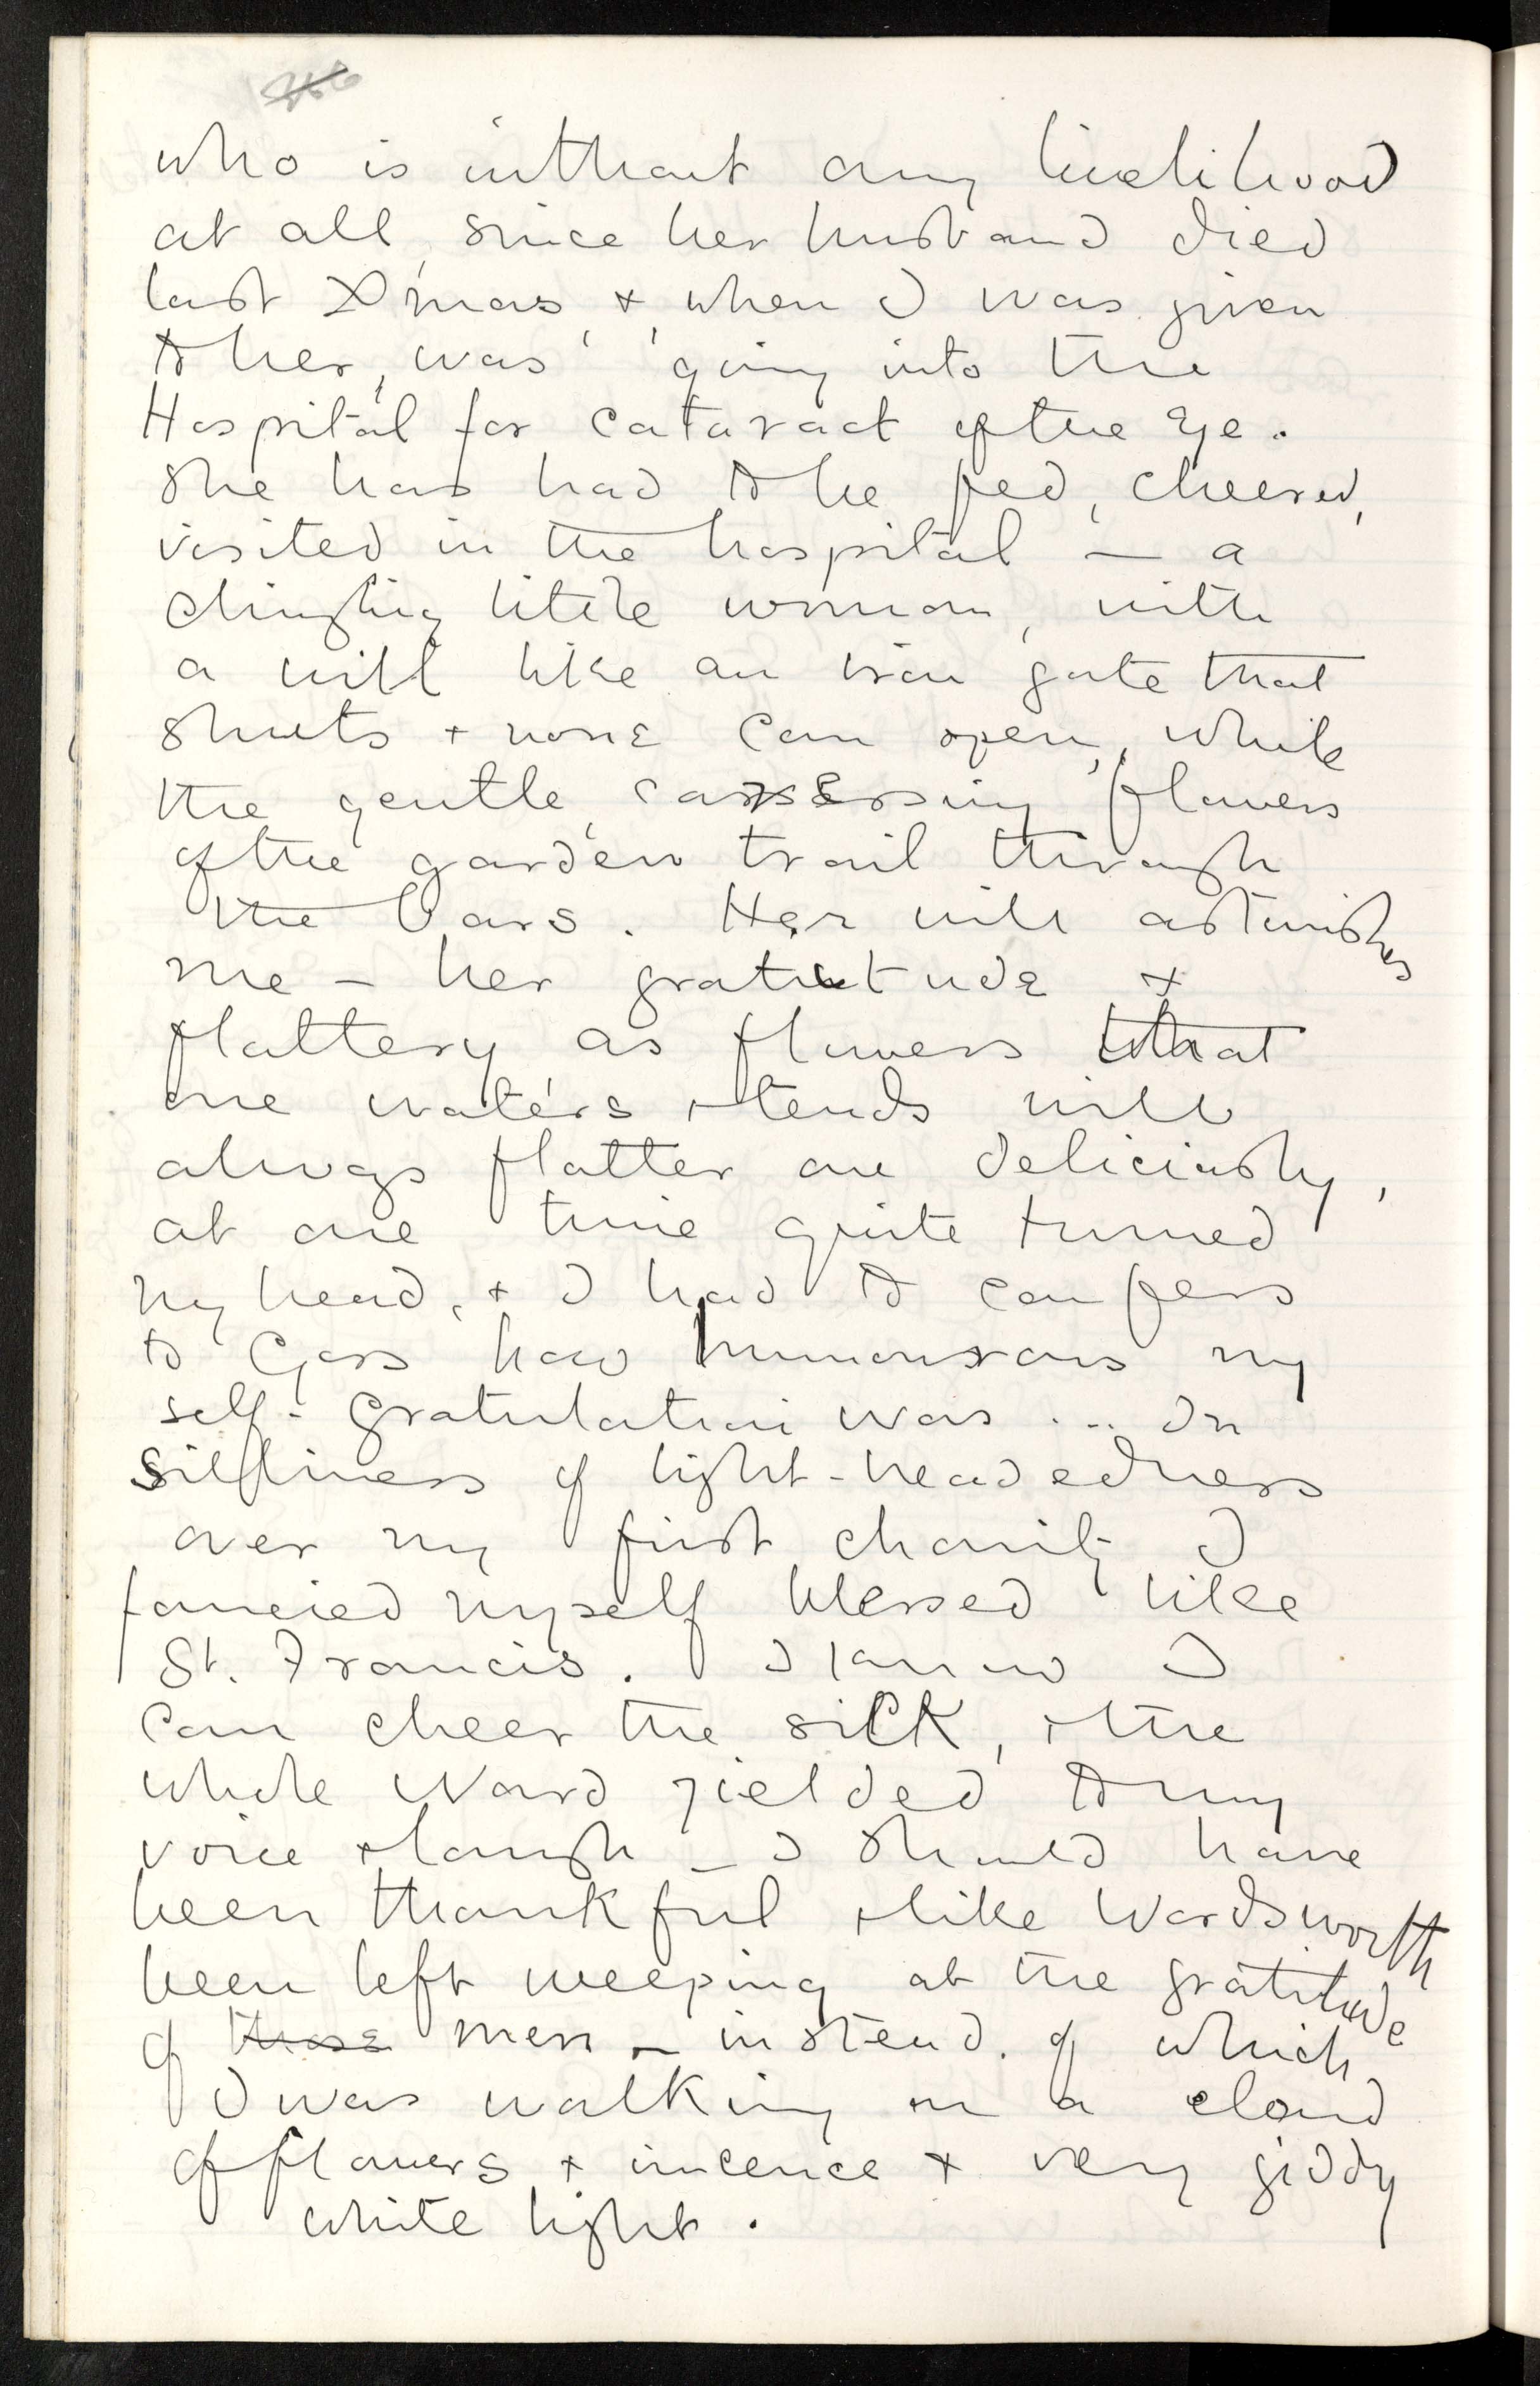 who is without any livelihood
at all, since her husband died
last Xmas, &, when I was given
to her, was going into the
Hospital for cataract of the Eye.
She has had to be fed, cheered,
visited in the hospital — a
clinging little woman, with
a will like an iron gate that
shuts & none can open, while
the gentle, caressing flowers
of the garden trail through
the bars. Her will astonishes
me — her gratitude &
flattery as flowers that
one waters & tends will
always flatter one deliciously,
at one time quite turned
my head, & I had to confess
to Goss how humourous my
self-gratulation was ... In
silliness of light-headedness
over my first charity I
fancied myself blessed like
St. Francis. I know I
can cheer the sick, & the
whole Ward yielded to my
voice & laugh — I should have
been thankful & like Wordsworth
been left weeping at the gratitude
of these men — instead of which
I was walking on a cloud
of flowers & incence & very giddy
white light.